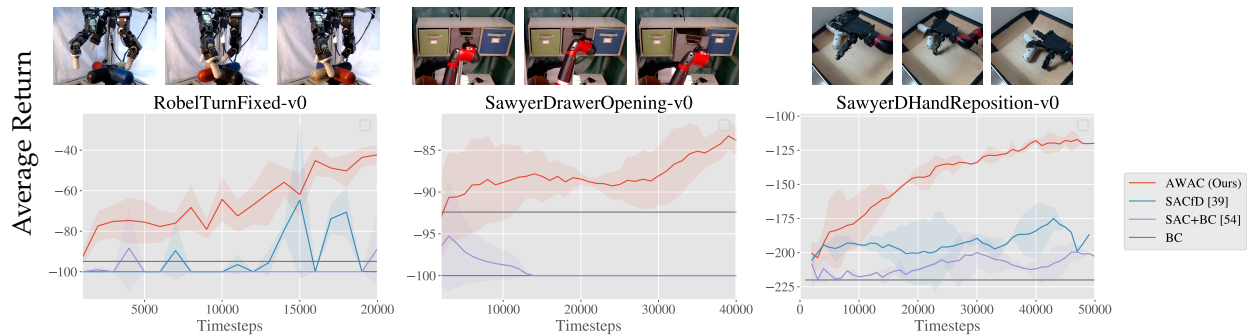 Average Return
RobelTurnFixed-v0
−40
−60
−80
−100
5000 10000 15000 20000
Timesteps
SawyerDrawerOpening-v0
−85
−90
−95
−100
10000 20000 30000 40000
Timesteps
SawyerDHandReposition-v0
−100
−125
−150
−175
−200
−225
0 10000 20000 30000 40000 50000
Timesteps
AWAC (Ours)
SACfD [39]
SAC+BC [54]
BC